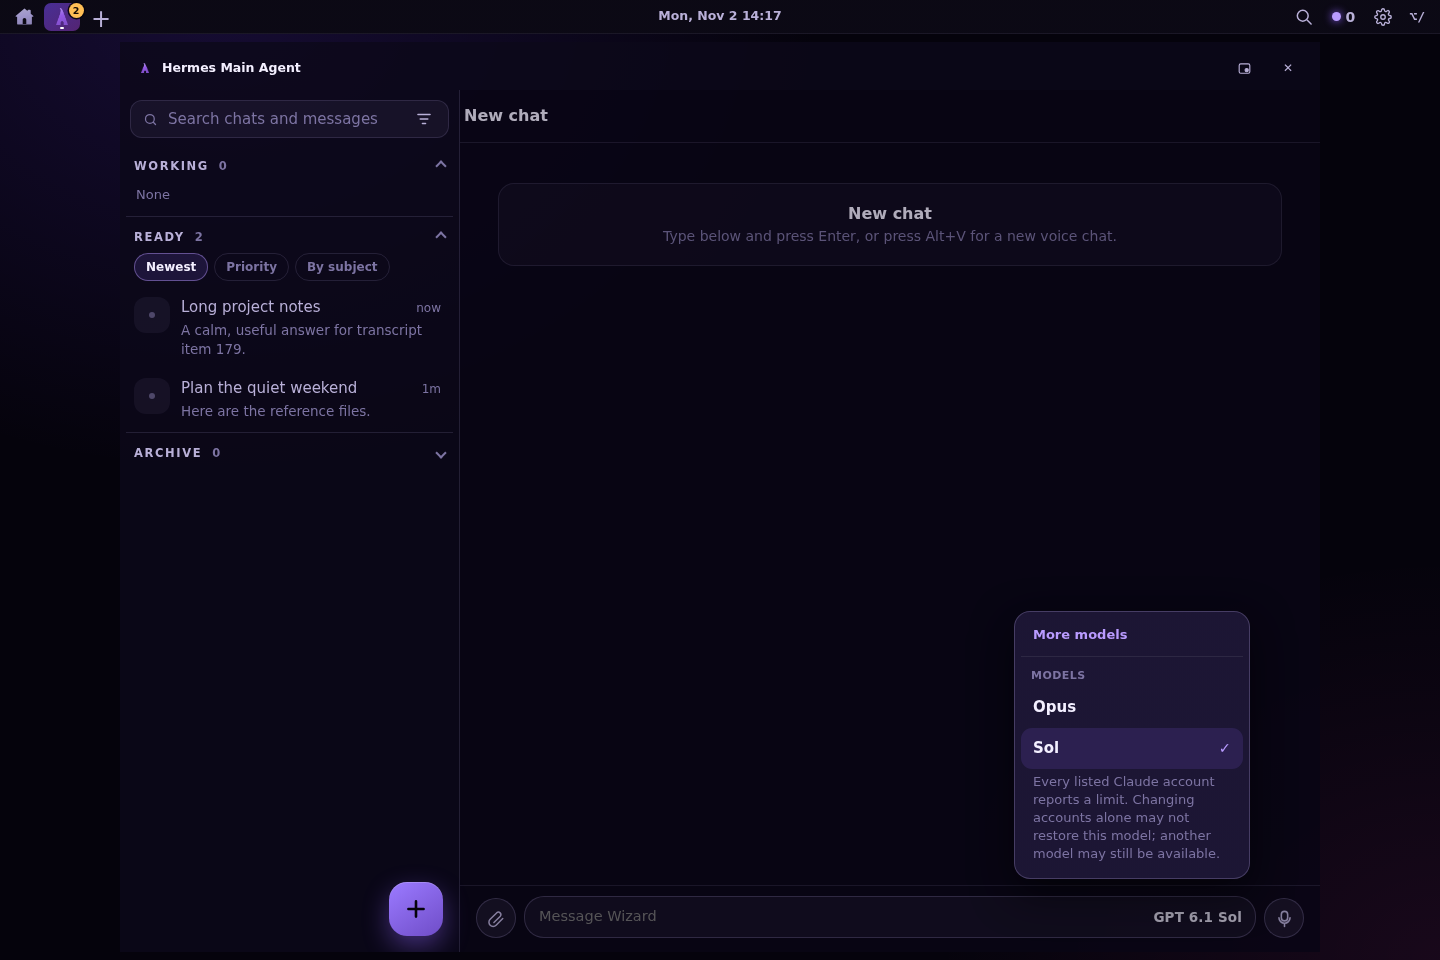 2
Mon, Nov 2 14:17
0
⌥/
Hermes Main Agent
×
Search chats and messages
WORKING 0
None
READY 2
Newest
Priority
By subject
Long project notes
now
A calm, useful answer for transcript
item 179.
Plan the quiet weekend
1m
Here are the reference files.
ARCHIVE 0
New chat
New chat
Type below and press Enter, or press Alt+V for a new voice chat.
More models
MODELS
Opus
Sol ✓
Every listed Claude account
reports a limit. Changing
accounts alone may not
restore this model; another
model may still be available.
Message Wizard
GPT 6.1 Sol